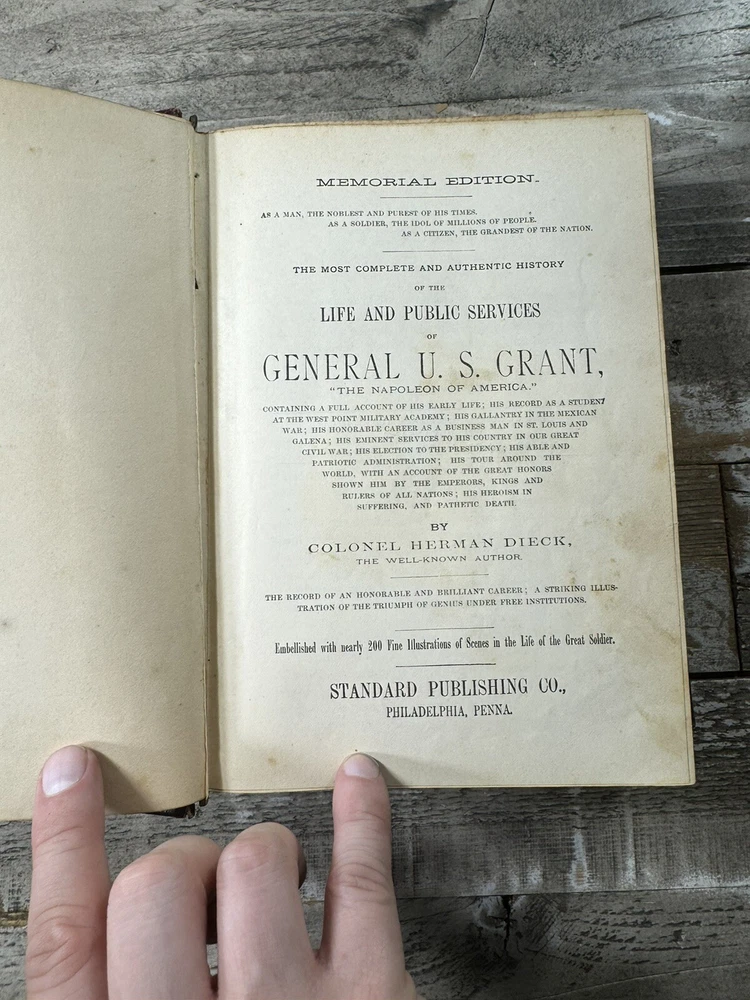 MEMORIAL EDITION.
AS A MAN, THE NOBLEST AND PUREST OF HIS TIMES.
AS A SOLDIER, THE IDOL OF MILLIONS OF PEOPLE.
AS A CITIZEN, THE GRANDEST OF THE NATION.
THE MOST COMPLETE AND AUTHENTIC HISTORY
OF THE
LIFE AND PUBLIC SERVICES
OF
GENERAL U. S. GRANT,
"THE NAPOLEON OF AMERICA."
CONTAINING A FULL ACCOUNT OF HIS EARLY LIFE; HIS RECORD AS A STUDENT
AT THE WEST POINT MILITARY ACADEMY; HIS GALLANTRY IN THE MEXICAN
WAR; HIS HONORABLE CAREER AS A BUSINESS MAN IN ST. LOUIS AND
GALENA; HIS EMINENT SERVICES TO HIS COUNTRY IN OUR GREAT
CIVIL WAR; HIS ELECTION TO THE PRESIDENCY; HIS ABLE AND
PATRIOTIC ADMINISTRATION; HIS TOUR AROUND THE
WORLD, WITH AN ACCOUNT OF THE GREAT HONORS
SHOWN HIM BY THE EMPERORS, KINGS AND
RULERS OF ALL NATIONS; HIS HEROISM IN
SUFFERING, AND PATHETIC DEATH.
BY
COLONEL HERMAN DIECK,
THE WELL-KNOWN AUTHOR.
THE RECORD OF AN HONORABLE AND BRILLIANT CAREER; A STRIKING ILLUS-
TRATION OF THE TRIUMPH OF GENIUS UNDER FREE INSTITUTIONS.
Embellished with nearly 200 Fine Illustrations of Scenes in the Life of the Great Soldier.
STANDARD PUBLISHING CO.,
PHILADELPHIA, PENNA.